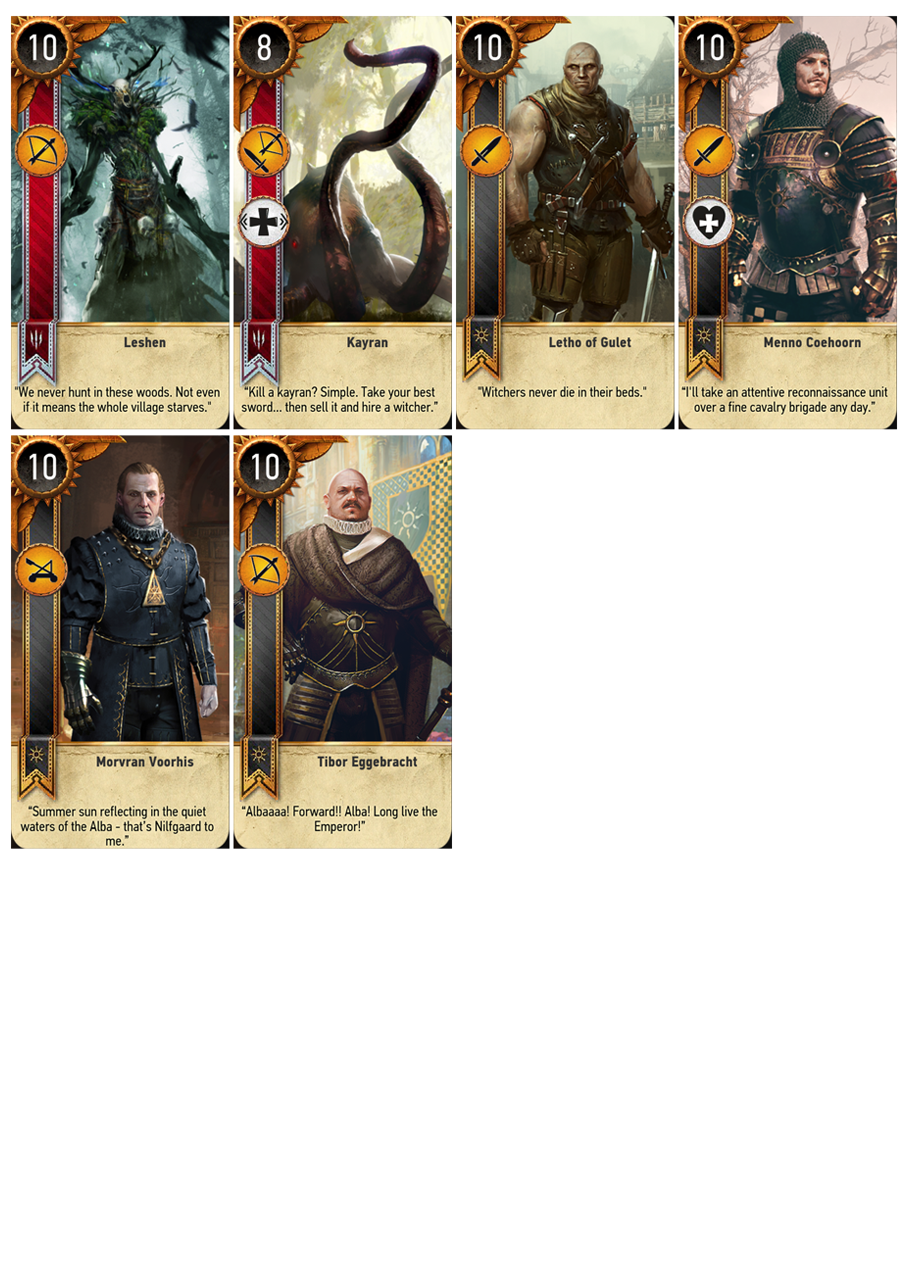 10
Leshen
"We never hunt in these woods. Not even
if it means the whole village starves."
8
Kayran
“Kill a kayran? Simple. Take your best
sword... then sell it and hire a witcher.”
10
Letho of Gulet
"Witchers never die in their beds."
10
Menno Coehoorn
“I'll take an attentive reconnaissance unit
over a fine cavalry brigade any day.”
10
Morvran Voorhis
“Summer sun reflecting in the quiet
waters of the Alba - that's Nilfgaard to
me.”
10
Tibor Eggebracht
“Albaaaa! Forward!! Alba! Long live the
Emperor!”